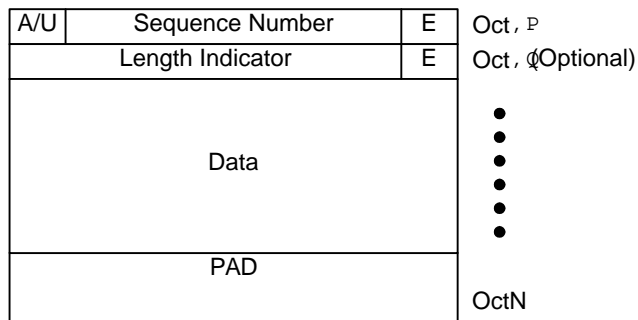 A/U Sequence Number E Oct , P
Length Indicator E Oct , (Optional)
Data
PAD
OctN